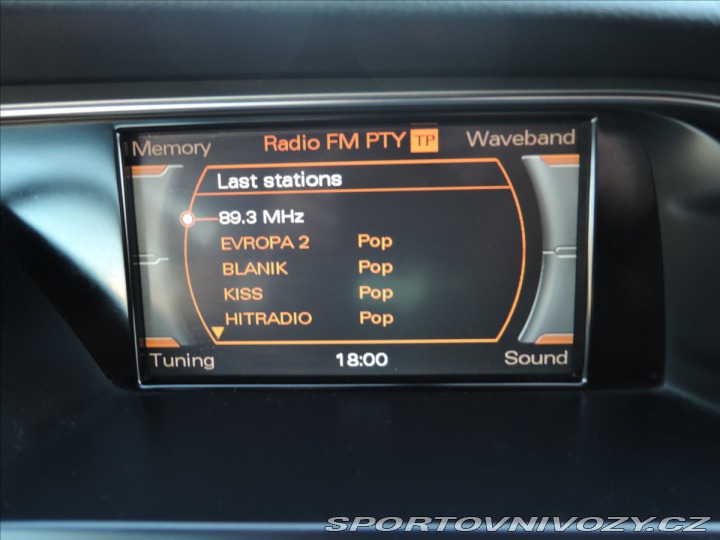 Memory Radio FM PTY TP Waveband
Last stations
89.3 MHz
EVROPA 2 Pop
BLANIK Pop
KISS Pop
HITRADIO Pop
Tuning 18:00 Sound
SPORTOVNIVOZY.CZ